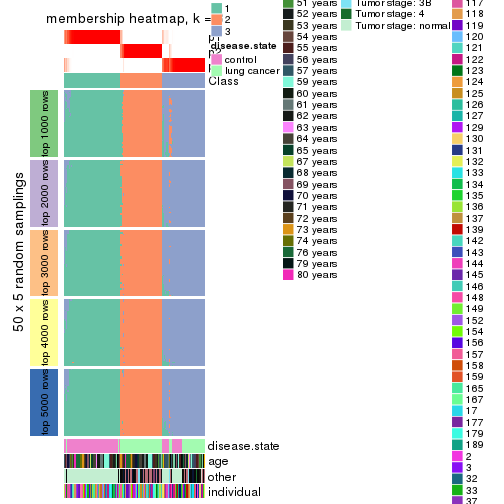 membership heatmap, k =
1
2
3
disease.state
control
lung cancer
Class
50 x 5 random samplings
top 1000 rows
top 2000 rows
top 3000 rows
top 4000 rows
top 5000 rows
disease.state
age
other
individual
51 years
52 years
53 years
54 years
55 years
56 years
57 years
59 years
60 years
61 years
62 years
63 years
64 years
65 years
67 years
68 years
69 years
70 years
71 years
72 years
73 years
74 years
76 years
79 years
80 years
Tumor stage: 3B
Tumor stage: 4
Tumor stage: normal
117
118
119
120
121
122
123
124
125
126
127
129
130
131
132
133
134
135
136
137
139
142
143
144
145
146
148
149
152
154
156
157
158
159
165
167
17
177
179
189
2
3
32
33
37